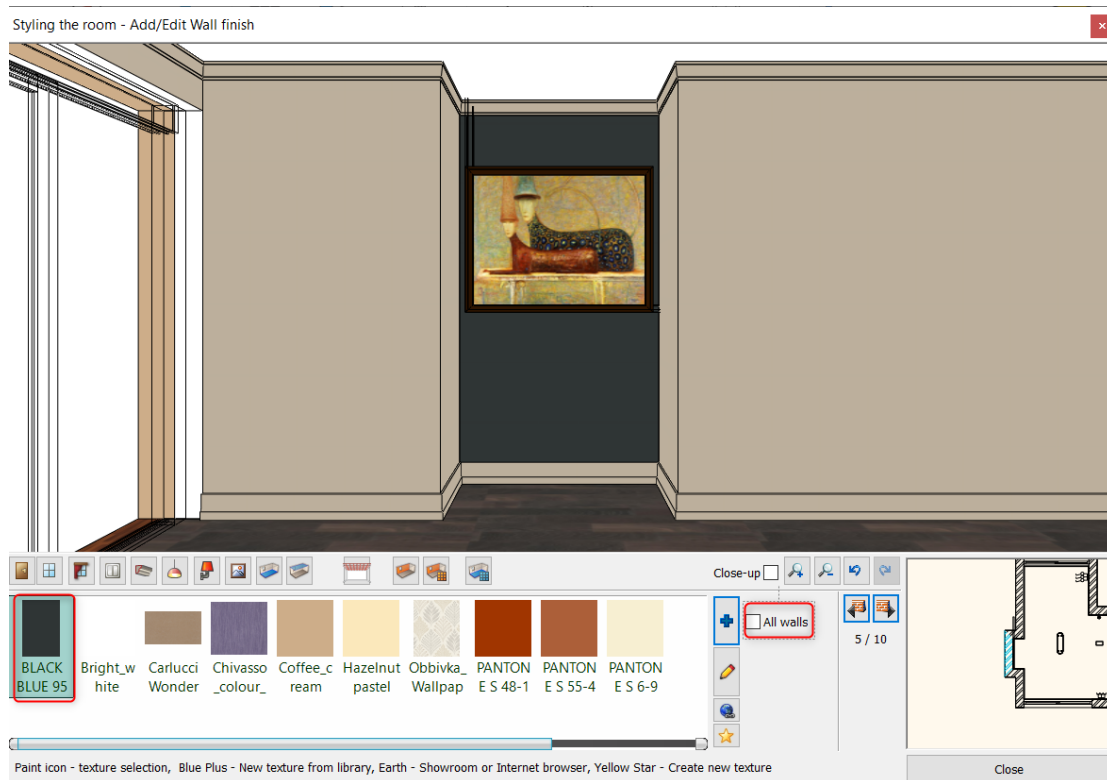 Styling the room - Add/Edit Wall finish
Close-up
All walls
5 / 10
BLACK
BLUE 95
Bright_w
hite
Carlucci
Wonder
Chivasso
_colour_
Coffee_c
ream
Hazelnut
pastel
Obbivka_
Wallpap
PANTON
E S 48-1
PANTON
E S 55-4
PANTON
E S 6-9
Paint icon - texture selection, Blue Plus - New texture from library, Earth - Showroom or Internet browser, Yellow Star - Create new texture
Close